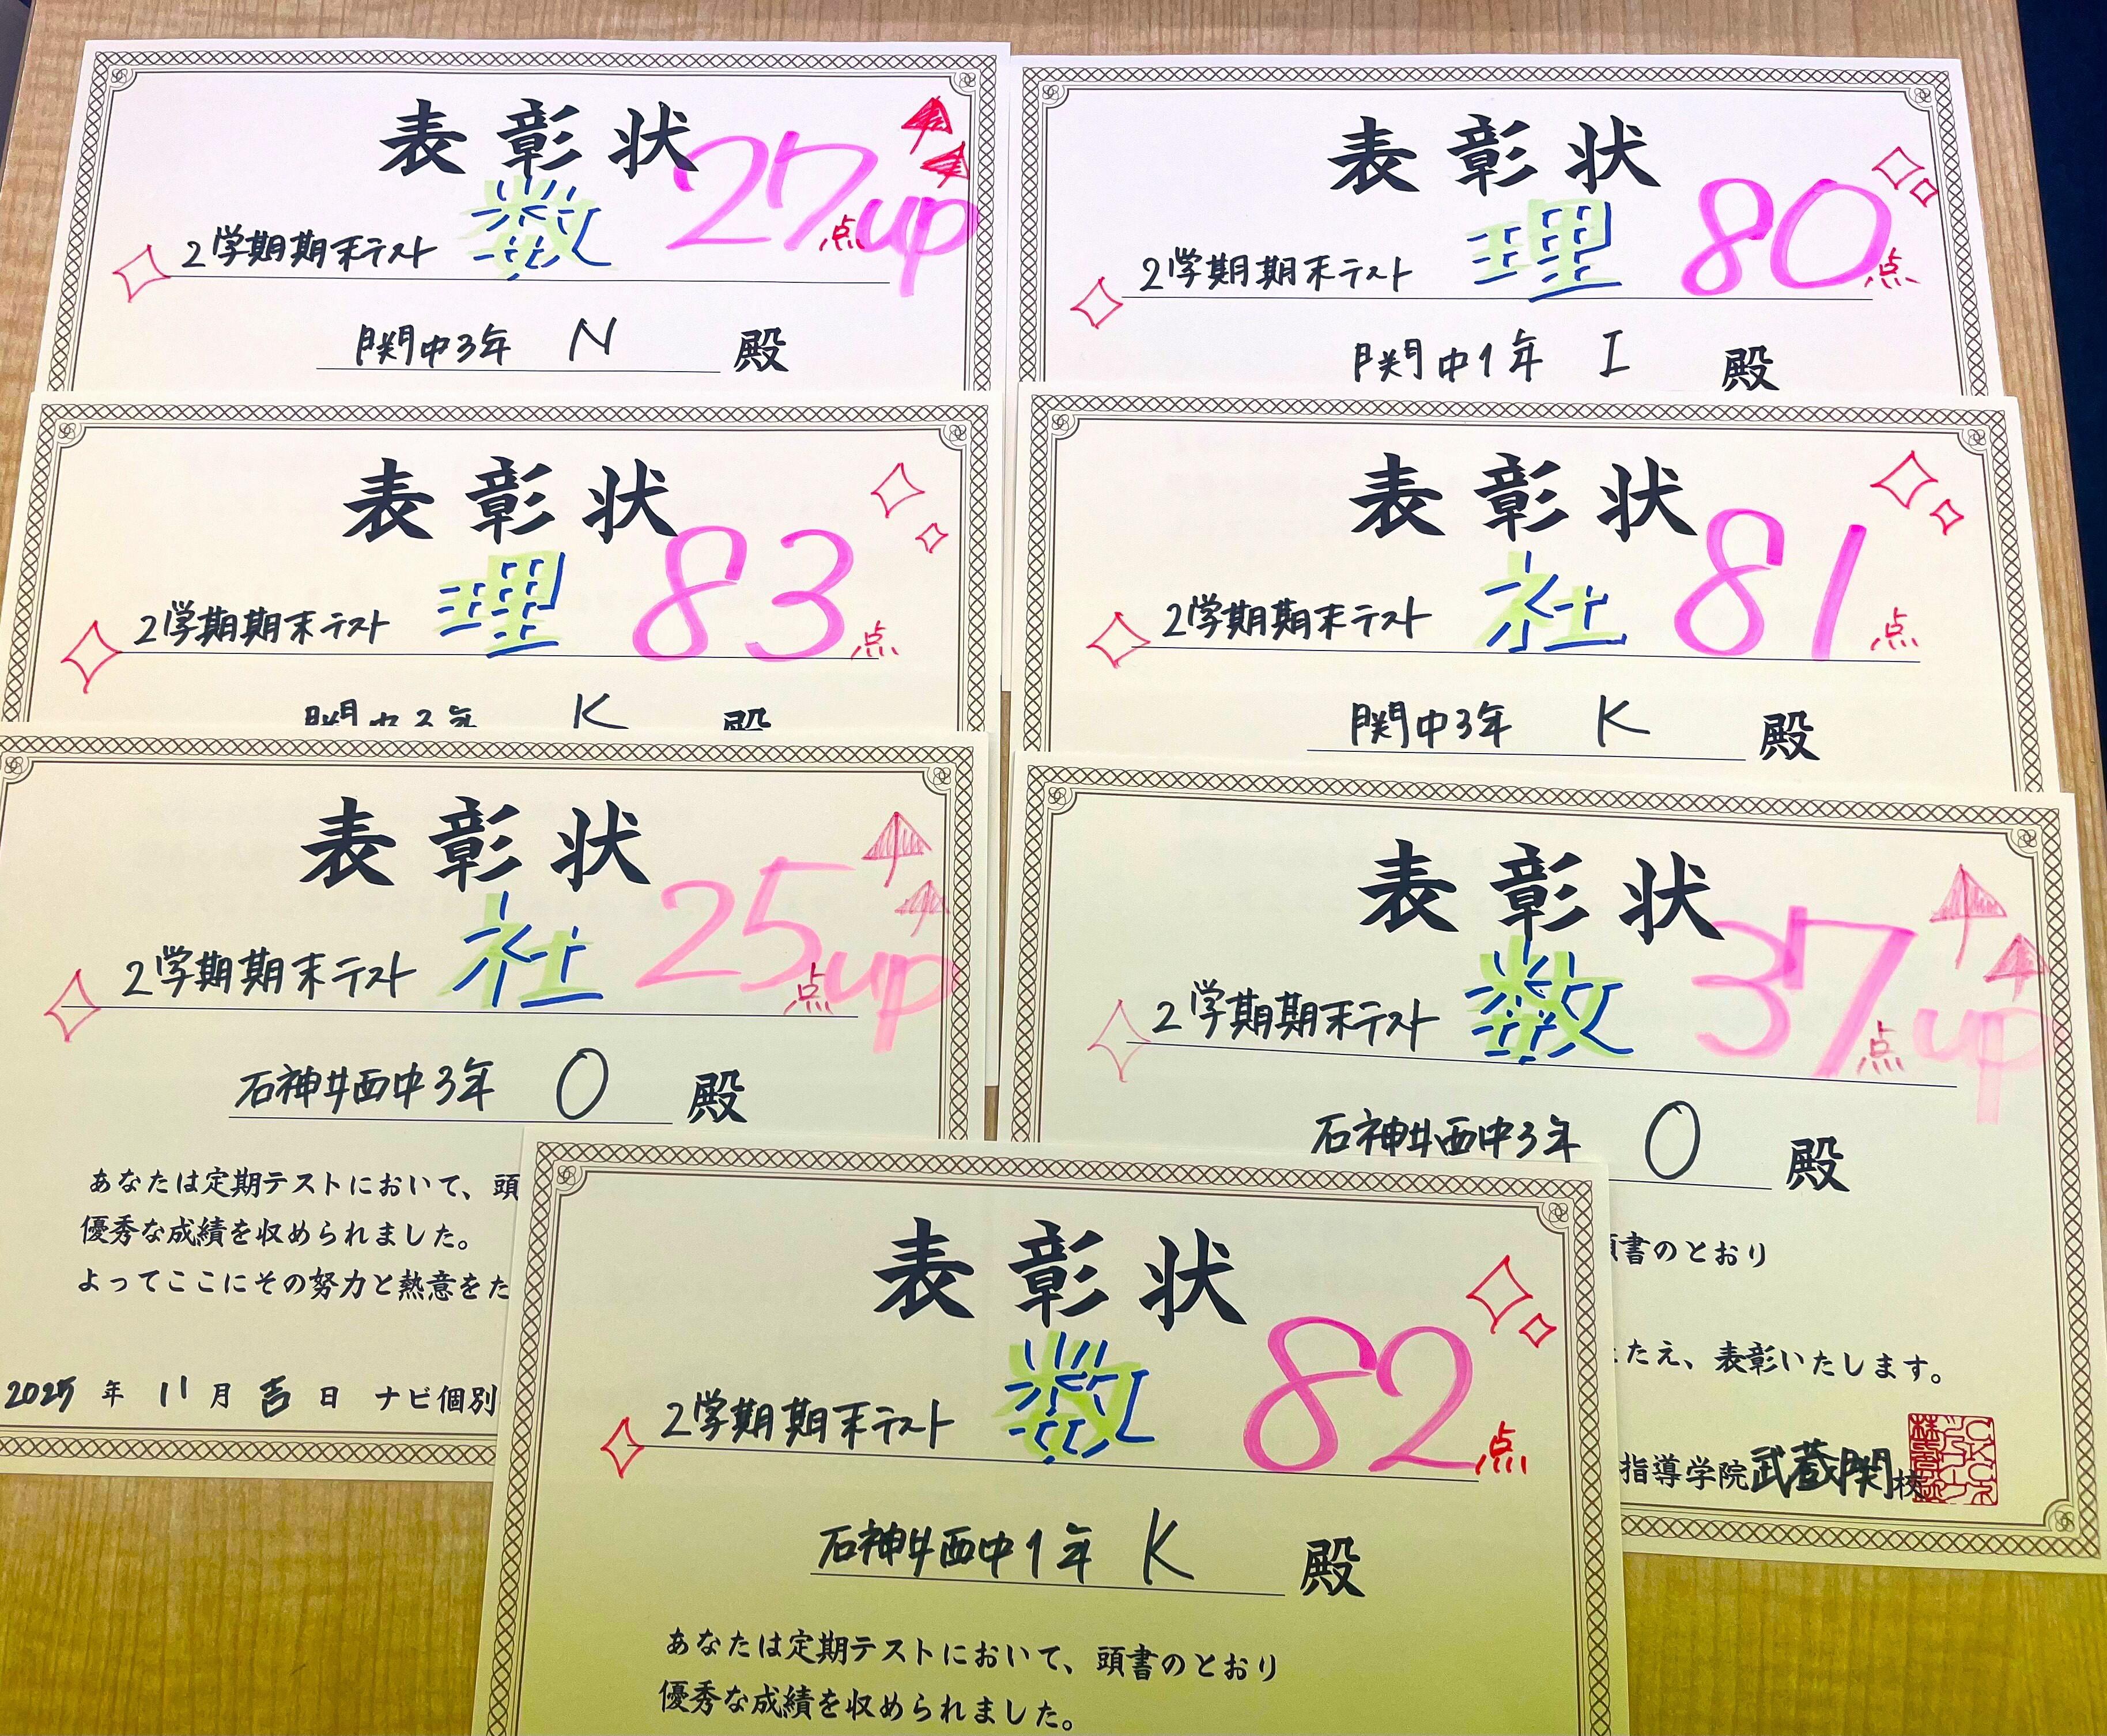 表彰状
2学期期末テスト 数 27点up
関中3年 N 殿
表彰状
2学期期末テスト 理 80点
関中1年 I 殿
表彰状
2学期期末テスト 理 83点
関中 年 K 殿
表彰状
2学期期末テスト 社 81点
関中3年 K 殿
表彰状
2学期期末テスト 社 25点up
石神井西中3年 O 殿
あなたは定期テストにおいて、頭
優秀な成績を収められました。
よってここにその努力と熱意をた
2025年11月吉日 ナビ個別
表彰状
2学期期末テスト 数 37点up
石神井西中3年 O 殿
頭書のとおり
たえ、表彰いたします。
指導学院武蔵関校
表彰状
2学期期末テスト 数 82点
石神井西中1年 K 殿
あなたは定期テストにおいて、頭書のとおり
優秀な成績を収められました。